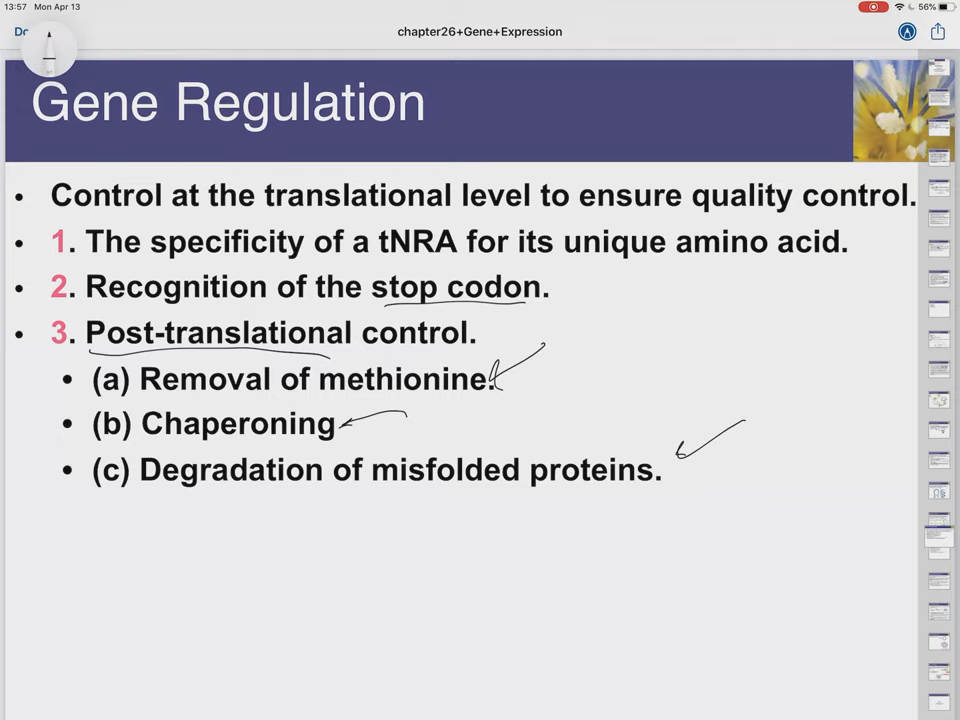 13:57 Mon Apr 13
56%
chapter26+Gene+Expression
Gene Regulation
• Control at the translational level to ensure quality control.
• 1. The specificity of a tNRA for its unique amino acid.
• 2. Recognition of the stop codon.
• 3. Post-translational control.
• (a) Removal of methionine.
• (b) Chaperoning
• (c) Degradation of misfolded proteins.